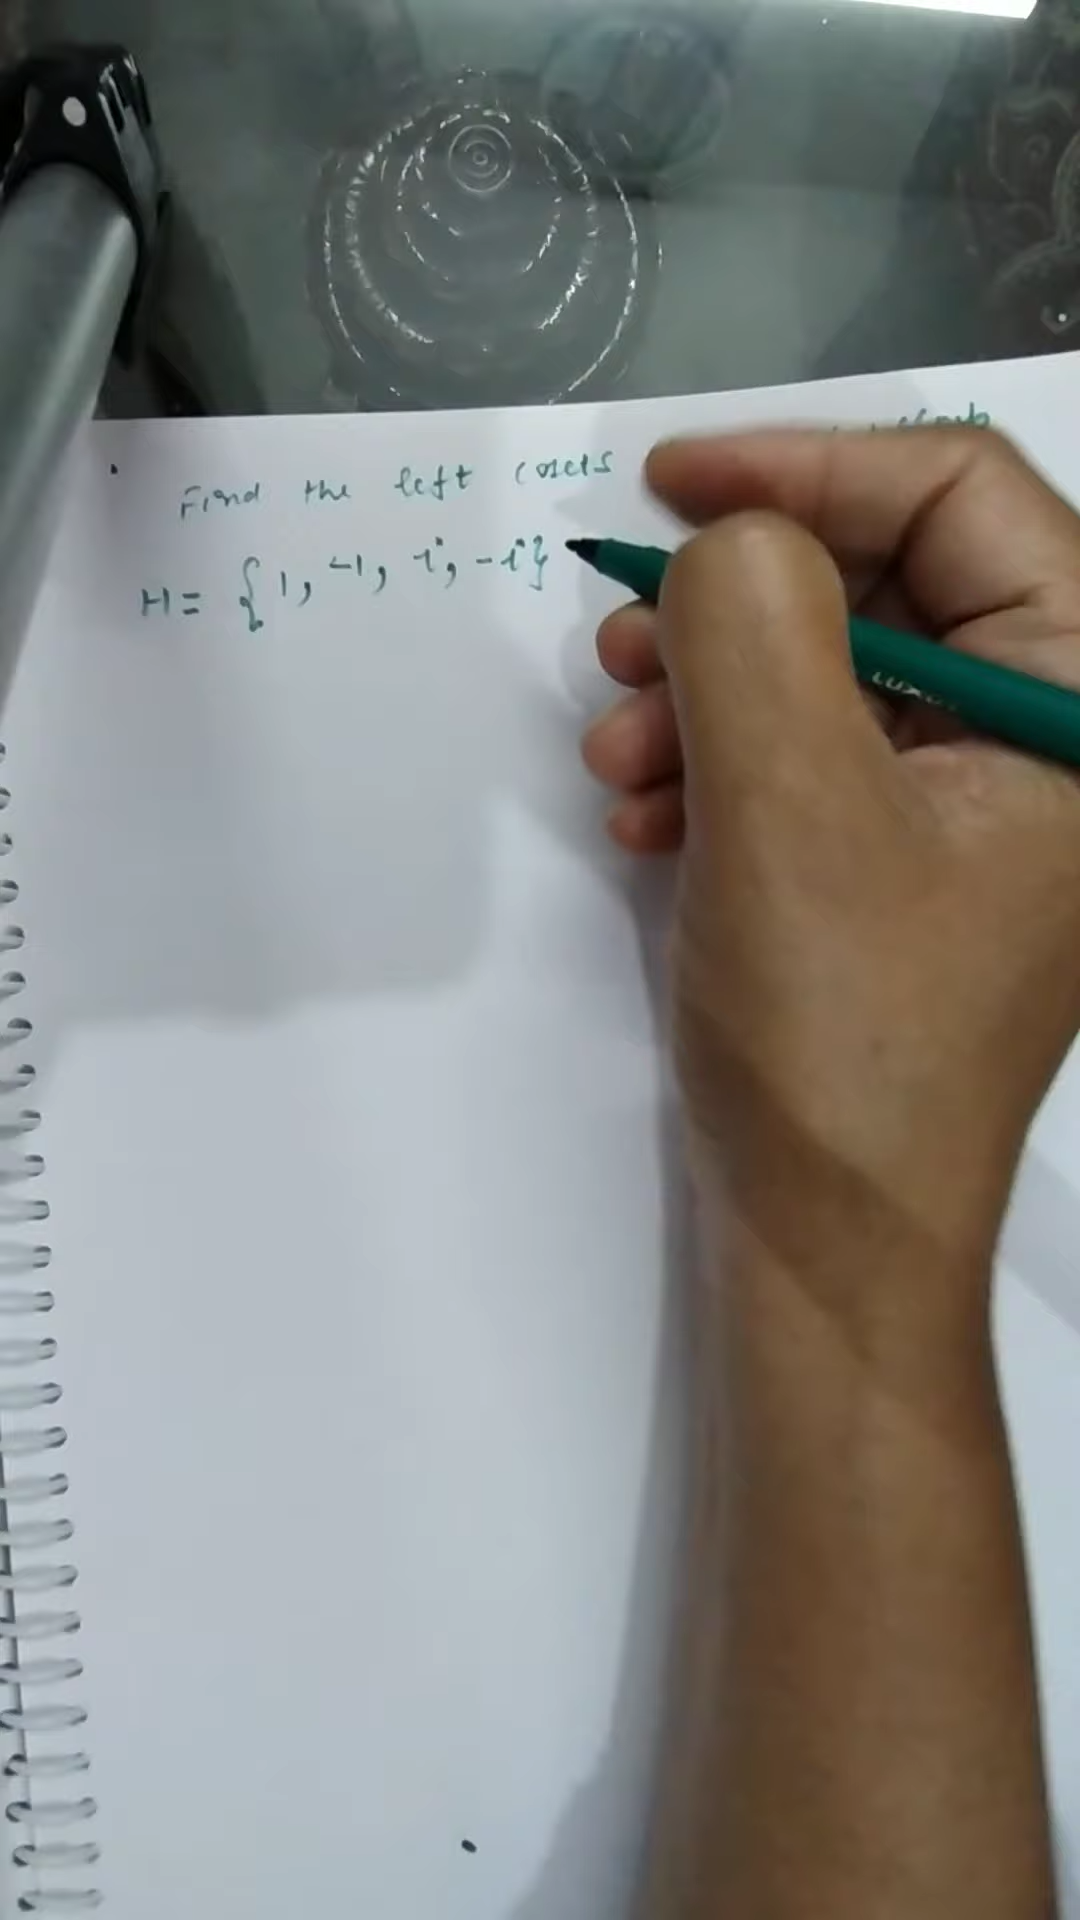 Find the left cosets
H = {1, -1, i, -i}